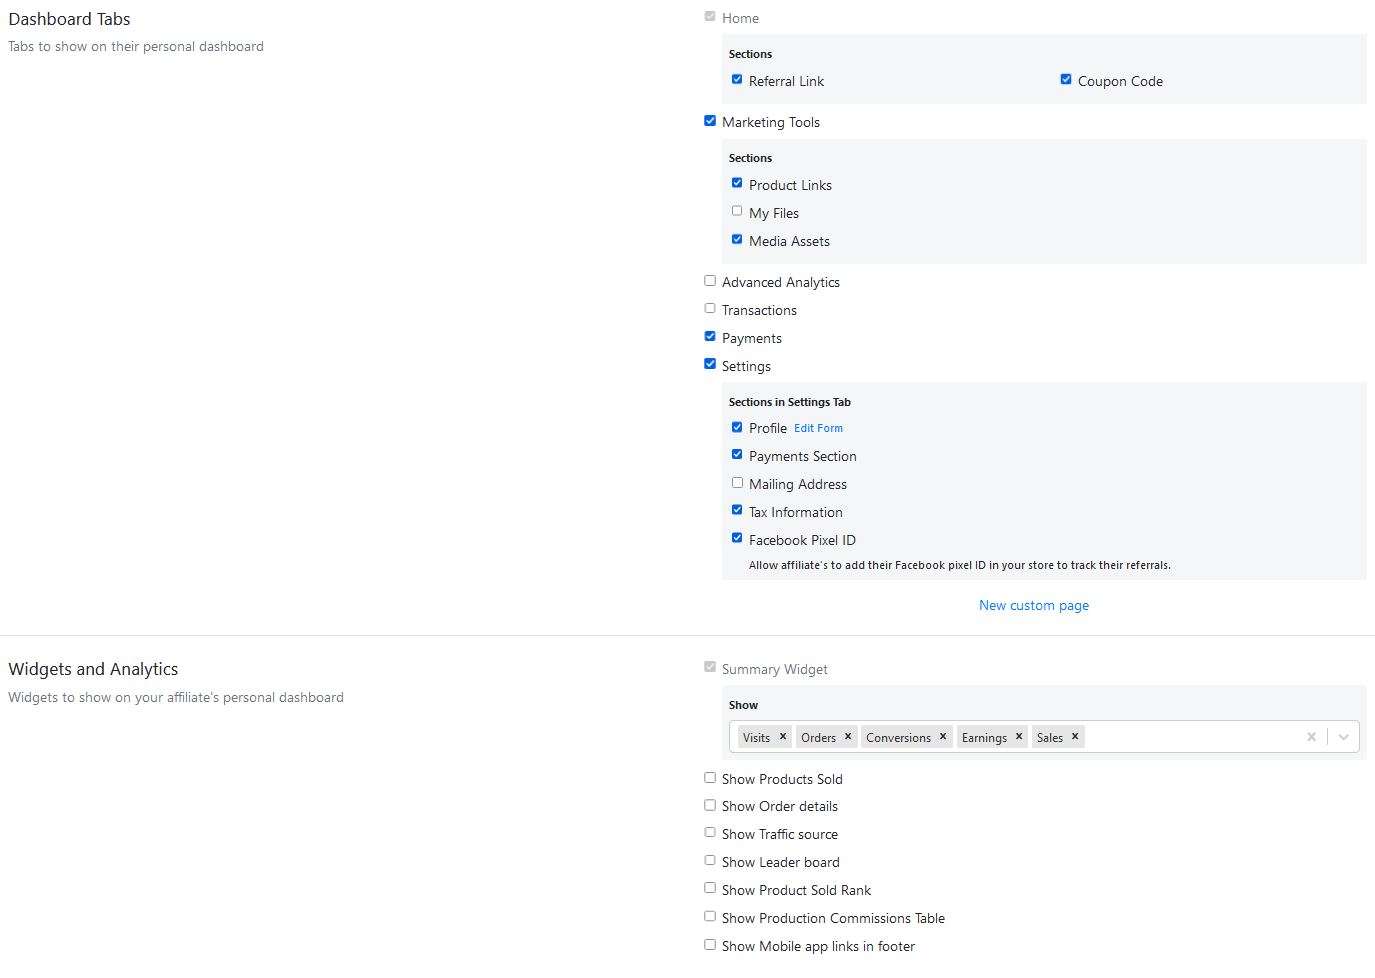 Dashboard Tabs
Tabs to show on their personal dashboard
Home
Sections
Referral Link
Coupon Code
Marketing Tools
Sections
Product Links
My Files
Media Assets
Advanced Analytics
Transactions
Payments
Settings
Sections in Settings Tab
Profile Edit Form
Payments Section
Mailing Address
Tax Information
Facebook Pixel ID
Allow affiliate's to add their Facebook pixel ID in your store to track their referrals.
New custom page
Widgets and Analytics
Widgets to show on your affiliate's personal dashboard
Summary Widget
Show
Visits × Orders × Conversions × Earnings × Sales ×
Show Products Sold
Show Order details
Show Traffic source
Show Leader board
Show Product Sold Rank
Show Production Commissions Table
Show Mobile app links in footer